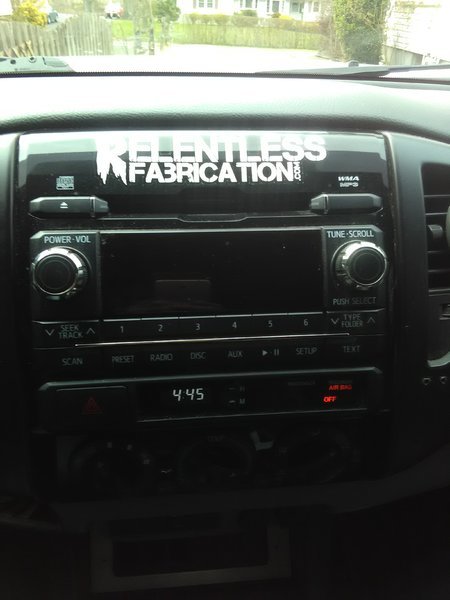 RELENTLESS
FABRICATION.COM
WMA
MP3
POWER·VOL
TUNE·SCROLL
PUSH SELECT
SEEK
TRACK
1 2 3 4 5 6
TYPE
FOLDER
SCAN PRESET RADIO DISC AUX SETUP TEXT
4:45
H
M
AIR BAG
OFF